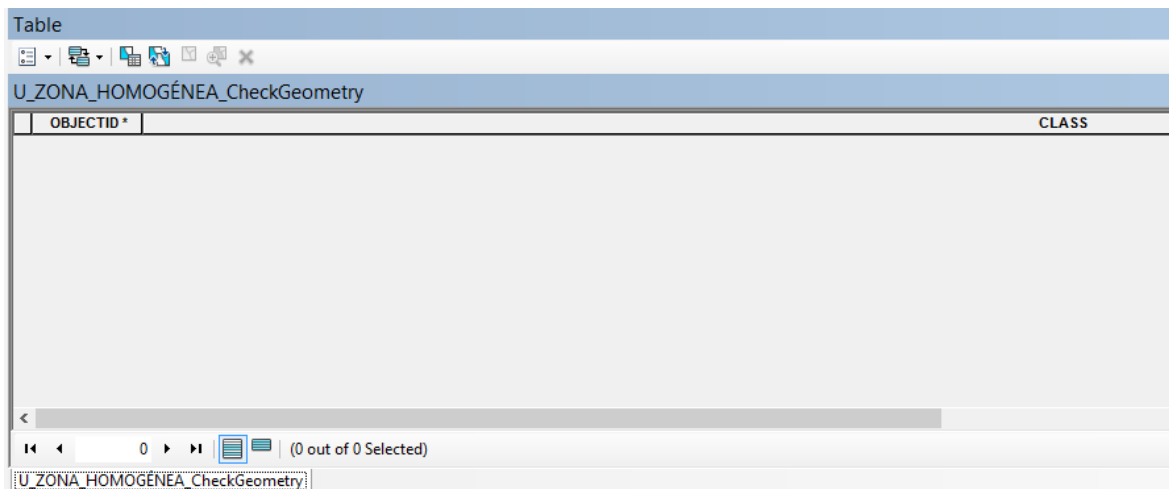 Table
U_ZONA_HOMOGÉNEA_CheckGeometry
OBJECTID * CLASS
0 (0 out of 0 Selected)
U_ZONA_HOMOGÉNEA_CheckGeometry